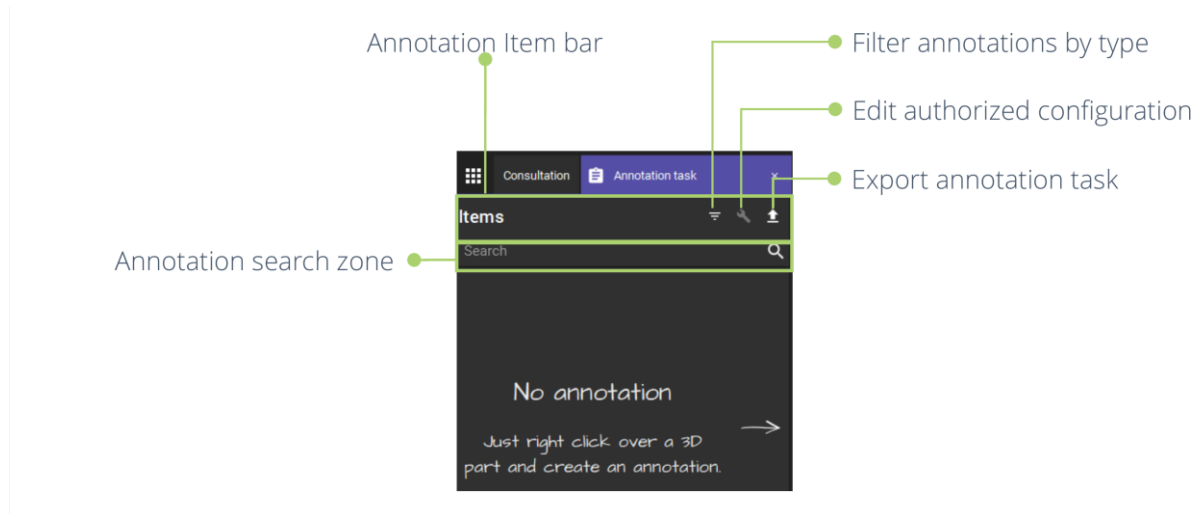 Annotation Item bar
Filter annotations by type
Edit authorized configuration
Consultation
Annotation task
×
Export annotation task
Items
Search
Annotation search zone
No annotation
Just right click over a 3D
part and create an annotation.